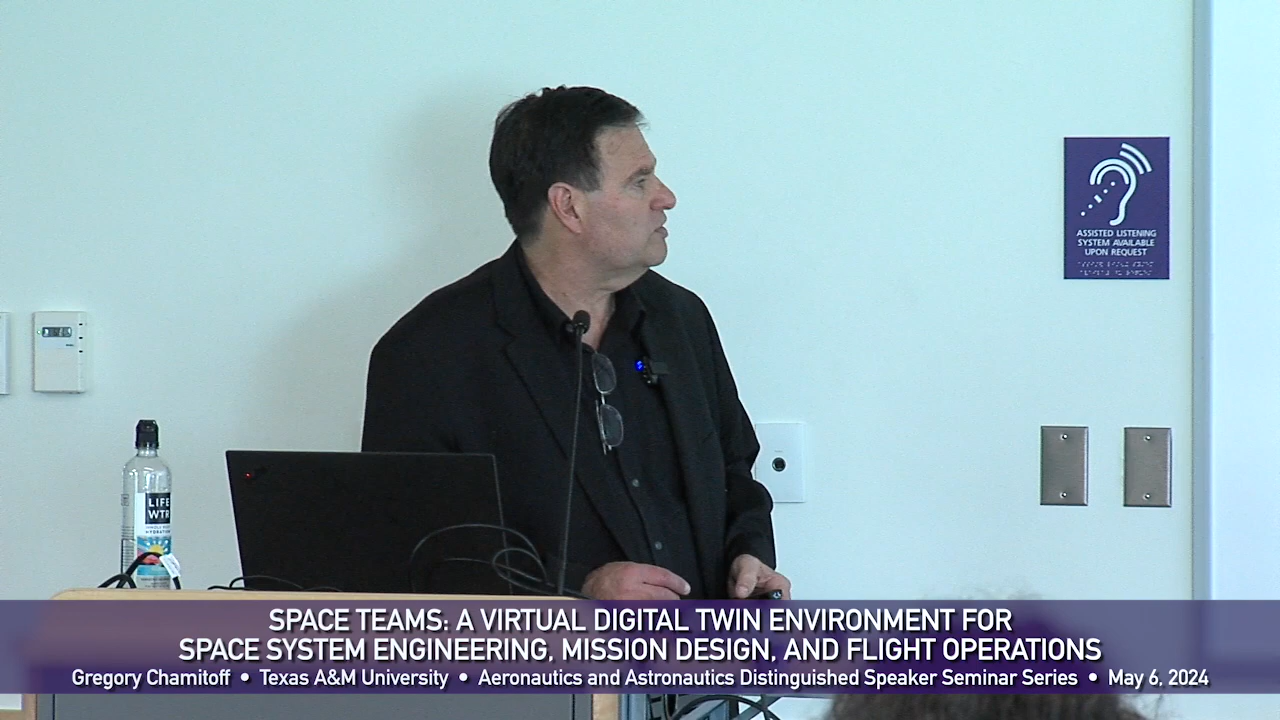 ASSISTED LISTENING
SYSTEM AVAILABLE
UPON REQUEST
LIFE
WTR
SPACE TEAMS: A VIRTUAL DIGITAL TWIN ENVIRONMENT FOR
SPACE SYSTEM ENGINEERING, MISSION DESIGN, AND FLIGHT OPERATIONS
Gregory Chamitoff • Texas A&M University • Aeronautics and Astronautics Distinguished Speaker Seminar Series • May 6, 2024